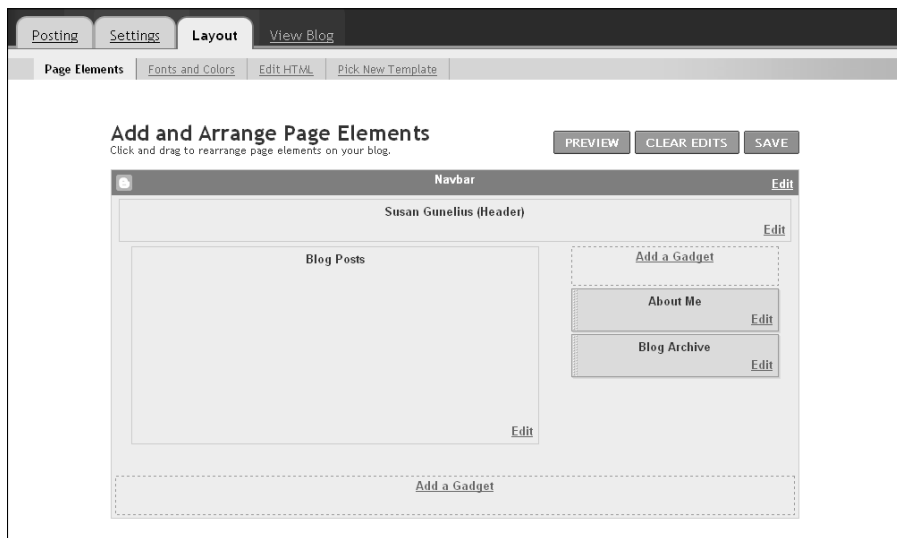 Posting Settings Layout View Blog
Page Elements Fonts and Colors Edit HTML Pick New Template
Add and Arrange Page Elements
Click and drag to rearrange page elements on your blog.
PREVIEW CLEAR EDITS SAVE
Navbar
Edit
Susan Gunelius (Header)
Edit
Blog Posts
Edit
Add a Gadget
About Me
Edit
Blog Archive
Edit
Add a Gadget